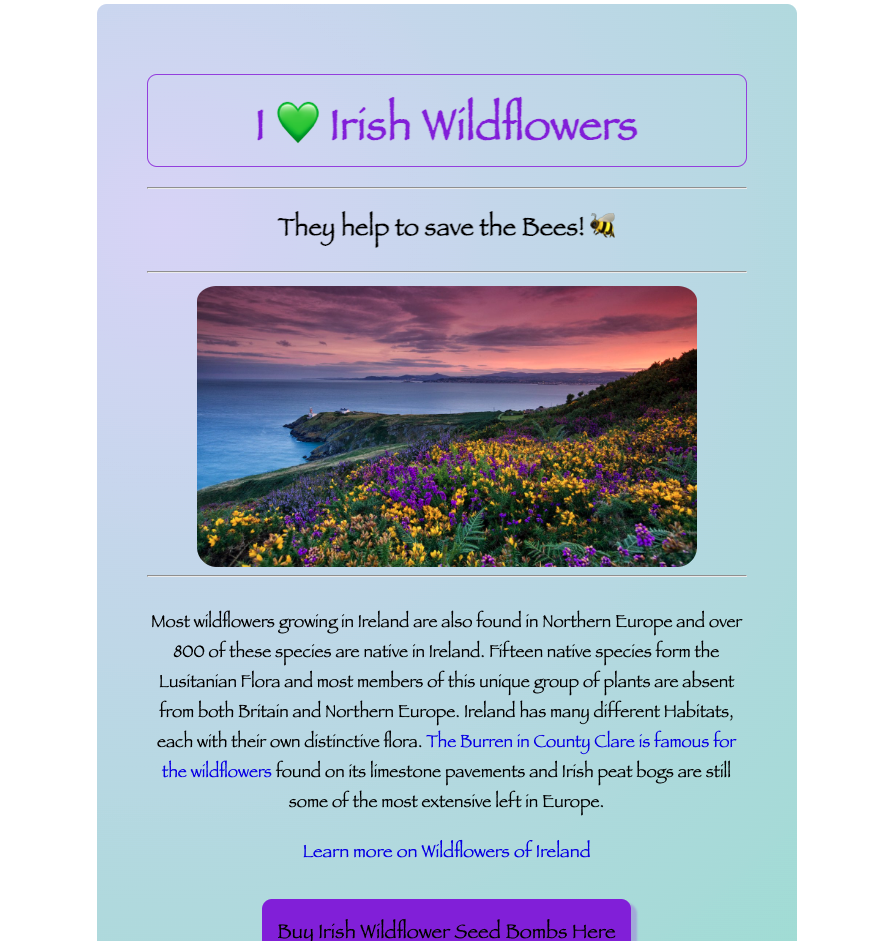 I 💚 Irish Wildflowers
They help to save the Bees! 🐝
Most wildflowers growing in Ireland are also found in Northern Europe and over
800 of these species are native in Ireland. Fifteen native species form the
Lusitanian Flora and most members of this unique group of plants are absent
from both Britain and Northern Europe. Ireland has many different Habitats,
each with their own distinctive flora. The Burren in County Clare is famous for
the wildflowers found on its limestone pavements and Irish peat bogs are still
some of the most extensive left in Europe.
Learn more on Wildflowers of Ireland
Buy Irish Wildflower Seed Bombs Here